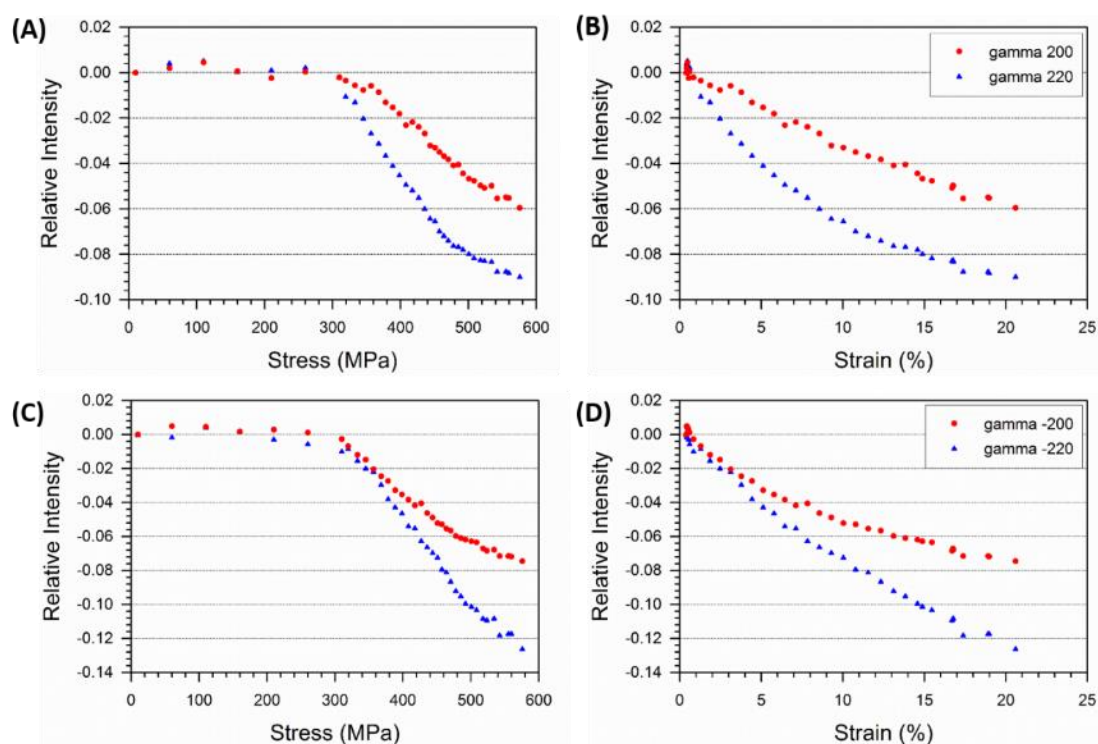 (A)
0.02
0.00
-0.02
-0.04
-0.06
-0.08
-0.10
Relative Intensity
0 100 200 300 400 500 600
Stress (MPa)
(B)
gamma 200
gamma 220
0.02
0.00
-0.02
-0.04
-0.06
-0.08
-0.10
Relative Intensity
0 5 10 15 20 25
Strain (%)
(C)
0.02
0.00
-0.02
-0.04
-0.06
-0.08
-0.10
-0.12
-0.14
Relative Intensity
0 100 200 300 400 500 600
Stress (MPa)
(D)
gamma -200
gamma -220
0.02
0.00
-0.02
-0.04
-0.06
-0.08
-0.10
-0.12
-0.14
Relative Intensity
0 5 10 15 20 25
Strain (%)